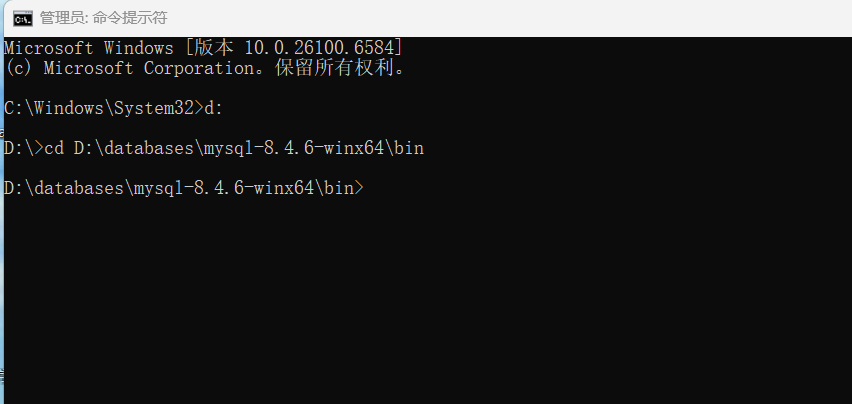 管理员: 命令提示符
Microsoft Windows [版本 10.0.26100.6584]
(c) Microsoft Corporation。保留所有权利。
C:\Windows\System32>d:
D:\>cd D:\databases\mysql-8.4.6-winx64\bin
D:\databases\mysql-8.4.6-winx64\bin>